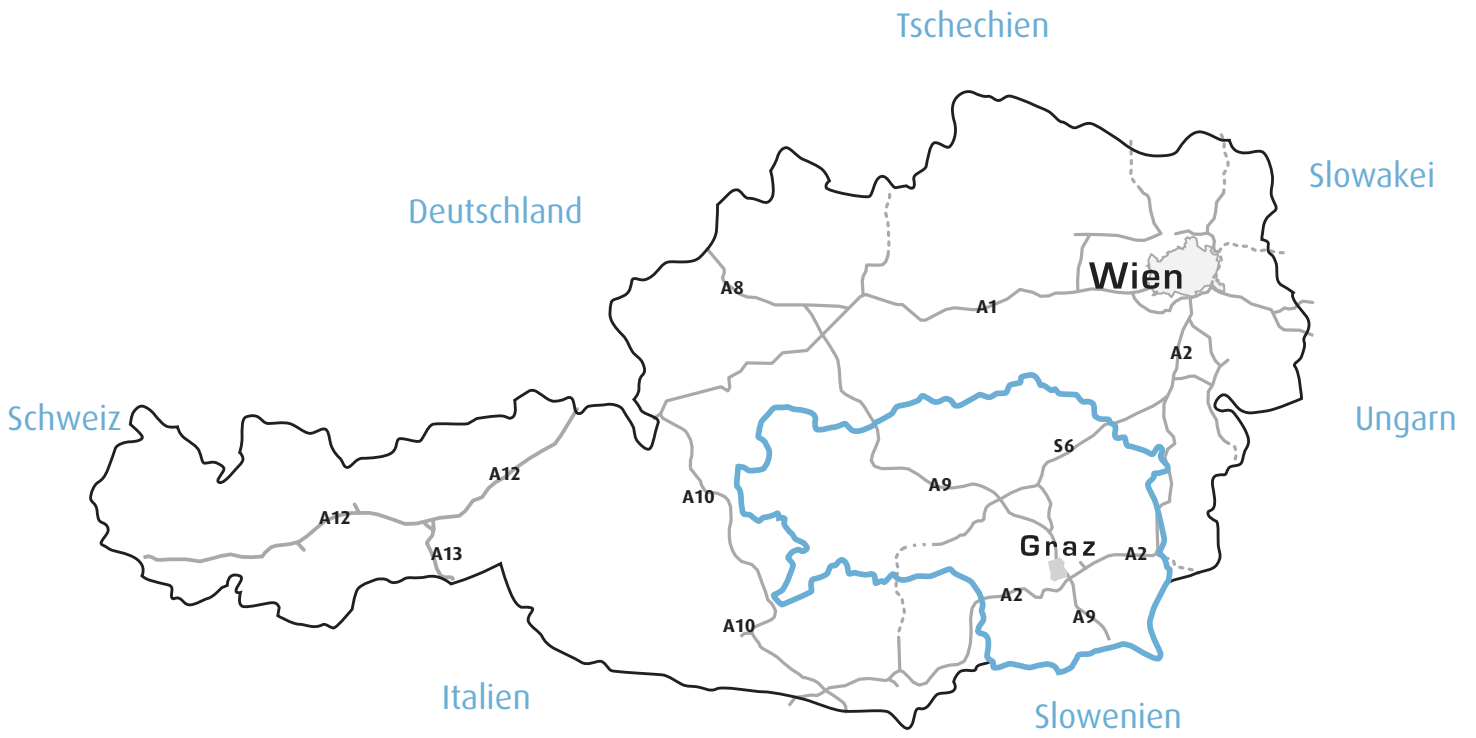 Tschechien
Slowakei
Deutschland
Wien
A8
A1
A2
Schweiz
Ungarn
S6
A12
A9
A10
A12
Graz
A13
A2
A2
A9
A10
Italien
Slowenien